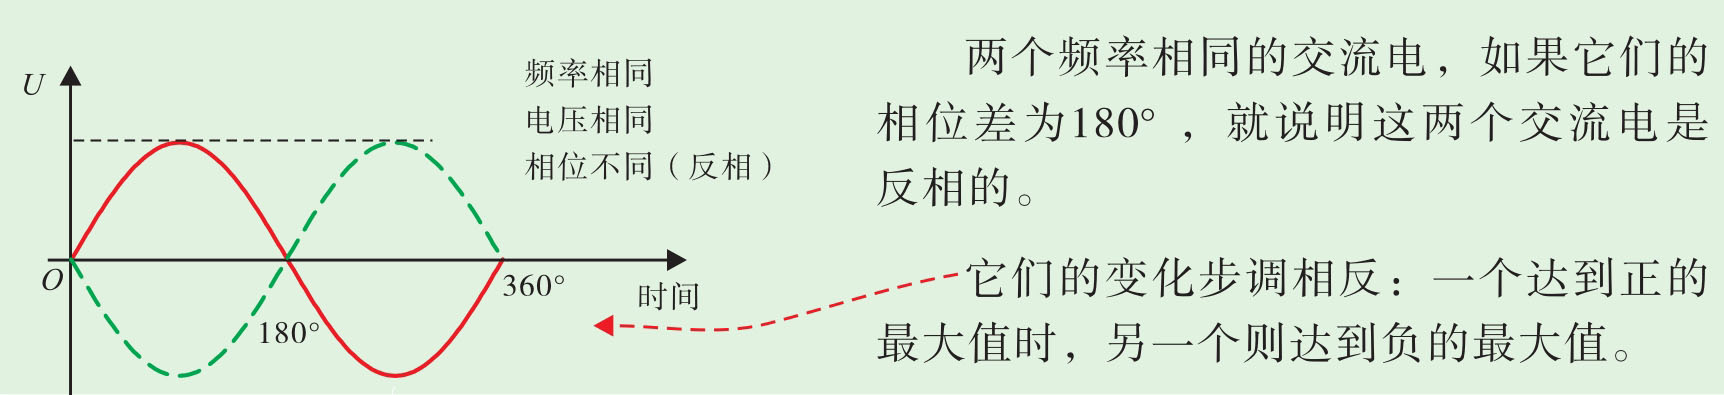 U
频率相同
电压相同
相位不同（反相）
O
180°
360°
时间
两个频率相同的交流电，如果它们的
相位差为180°，就说明这两个交流电是
反相的。
它们的变化步调相反：一个达到正的
最大值时，另一个则达到负的最大值。